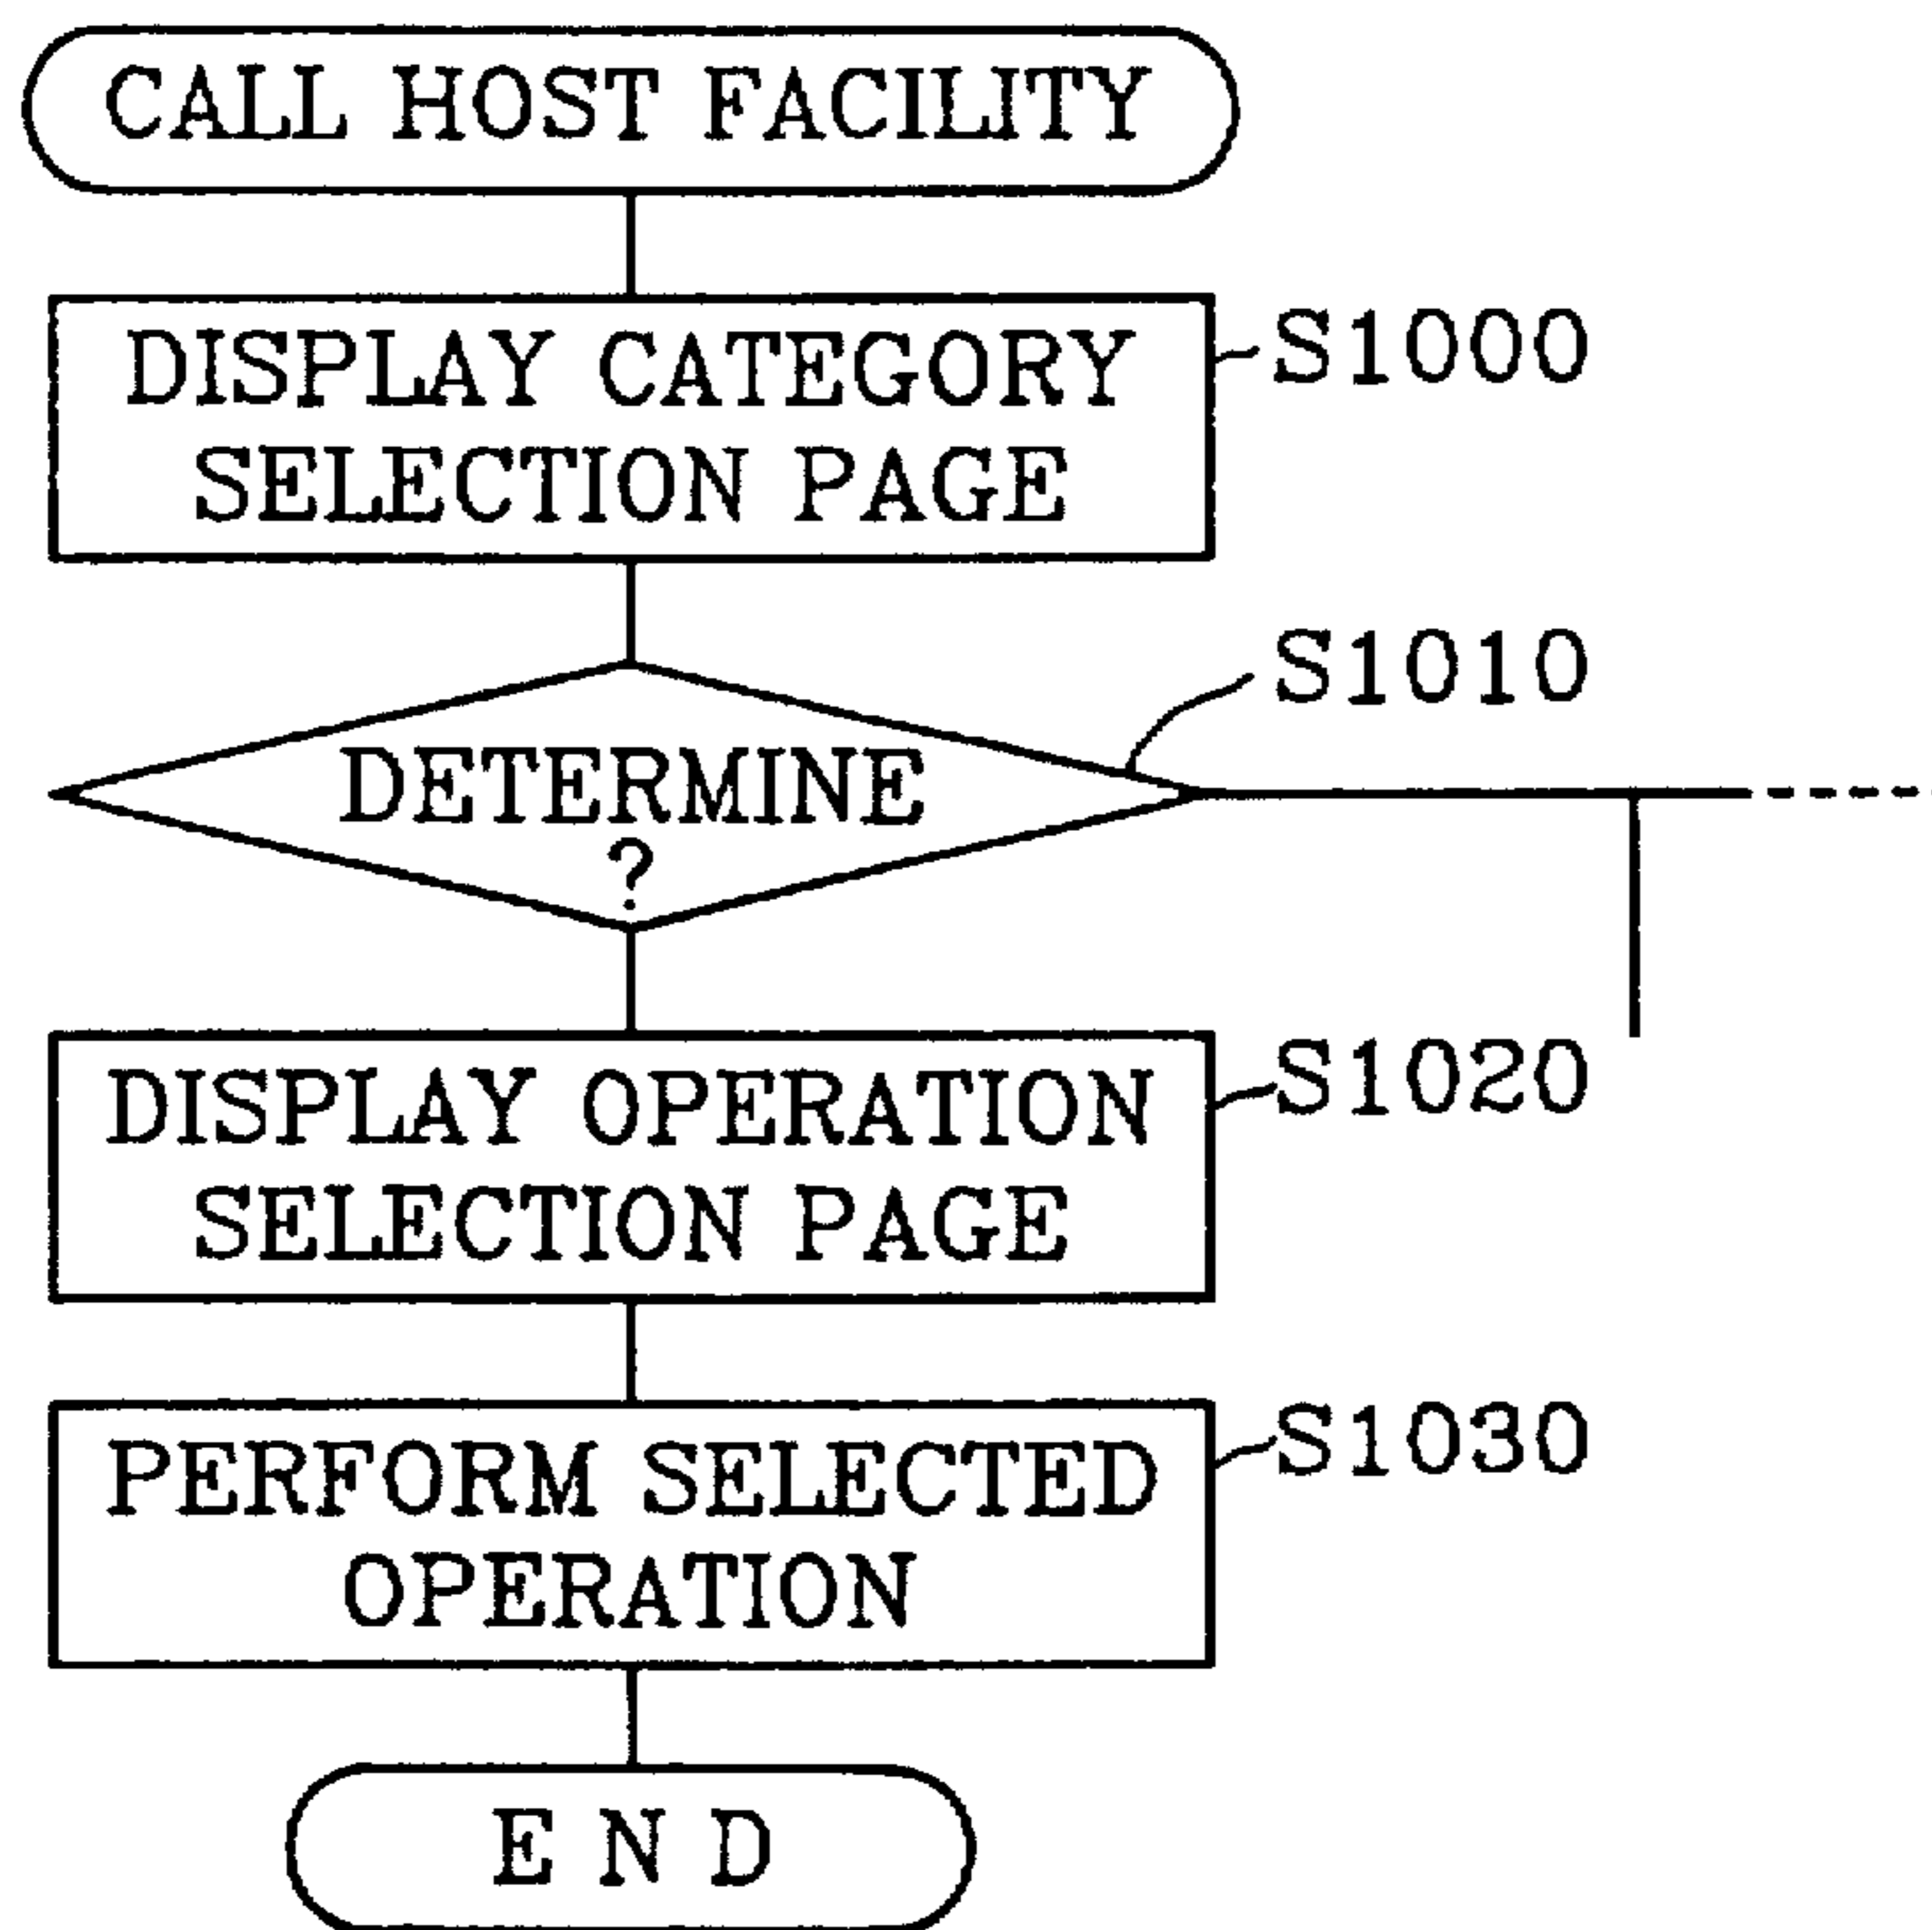 CALL HOST FACILITY
DISPLAY CATEGORY
SELECTION PAGE
S1000
S1010
DETERMINE
?
DISPLAY OPERATION
SELECTION PAGE
S1020
PERFORM SELECTED
OPERATION
S1030
END